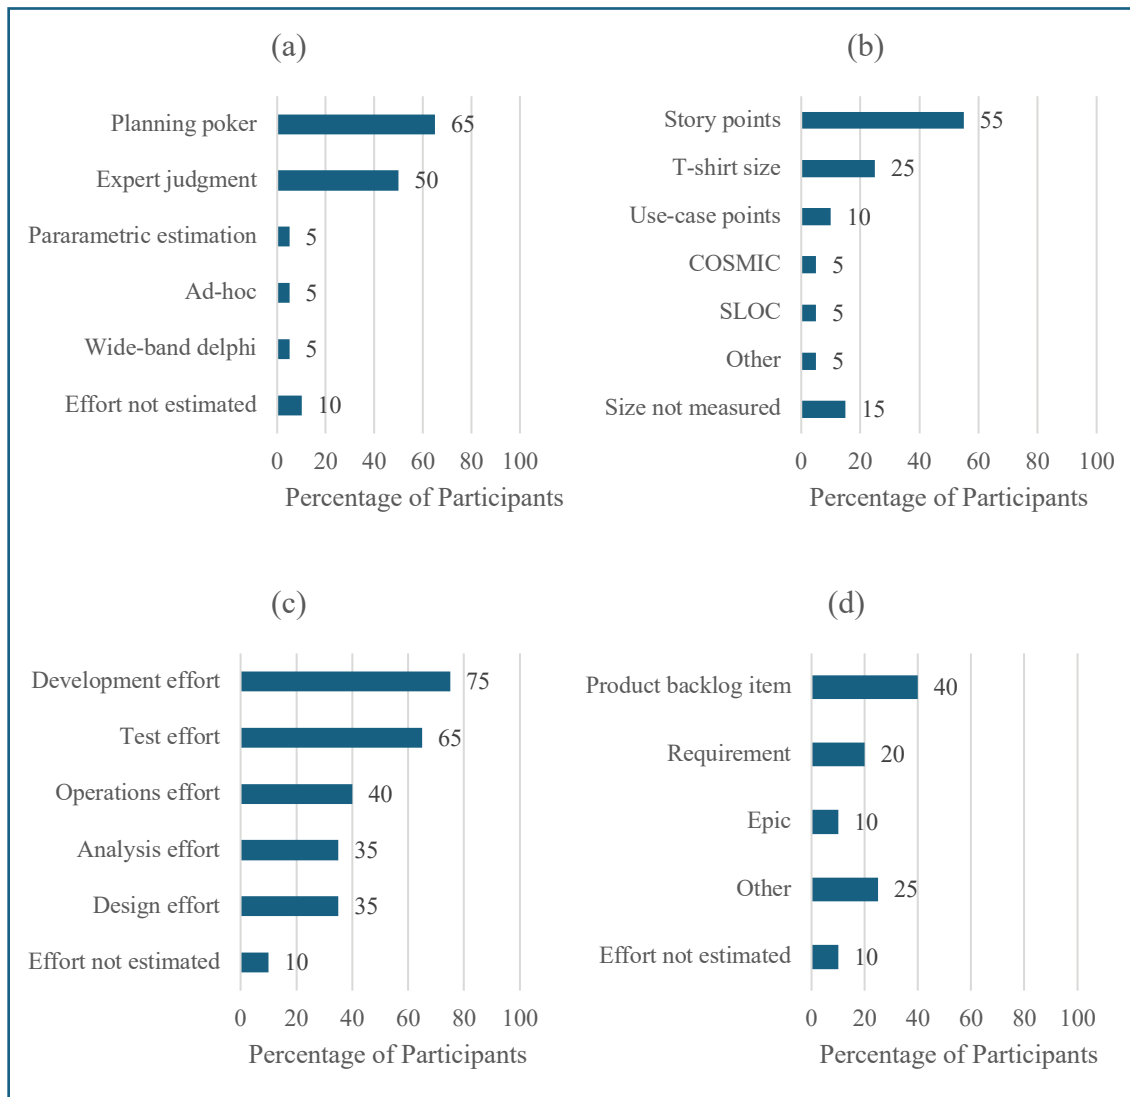 (a)
Planning poker 65
Expert judgment 50
Pararametric estimation 5
Ad-hoc 5
Wide-band delphi 5
Effort not estimated 10
0 20 40 60 80 100
Percentage of Participants
(b)
Story points 55
T-shirt size 25
Use-case points 10
COSMIC 5
SLOC 5
Other 5
Size not measured 15
0 20 40 60 80 100
Percentage of Participants
(c)
Development effort 75
Test effort 65
Operations effort 40
Analysis effort 35
Design effort 35
Effort not estimated 10
0 20 40 60 80 100
Percentage of Participants
(d)
Product backlog item 40
Requirement 20
Epic 10
Other 25
Effort not estimated 10
0 20 40 60 80 100
Percentage of Participants